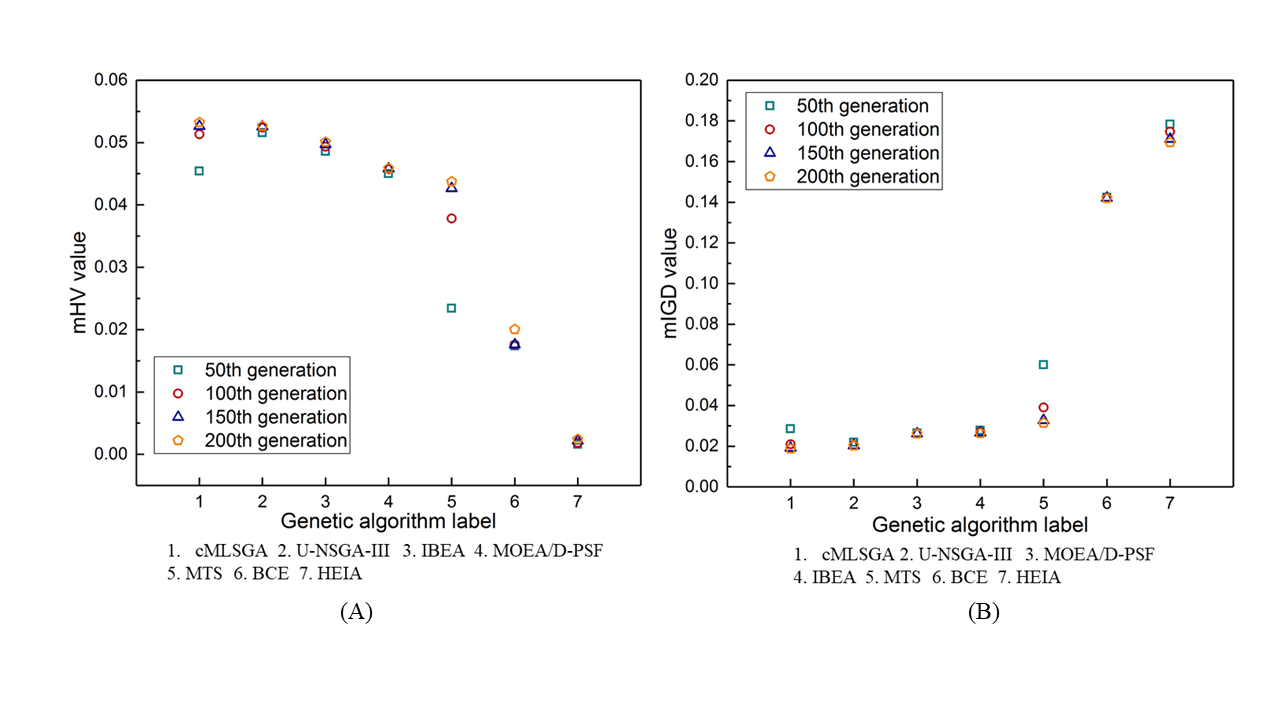 0.06
0.05
0.04
0.03
0.02
0.01
0.00
mHV value
50th generation
100th generation
150th generation
200th generation
1 2 3 4 5 6 7
Genetic algorithm label
1. cMLSGA 2. U-NSGA-III 3. IBEA 4. MOEA/D-PSF
5. MTS 6. BCE 7. HEIA
(A)
0.20
0.18
0.16
0.14
0.12
0.10
0.08
0.06
0.04
0.02
0.00
mIGD value
50th generation
100th generation
150th generation
200th generation
1 2 3 4 5 6 7
Genetic algorithm label
1. cMLSGA 2. U-NSGA-III 3. MOEA/D-PSF
4. IBEA 5. MTS 6. BCE 7. HEIA
(B)